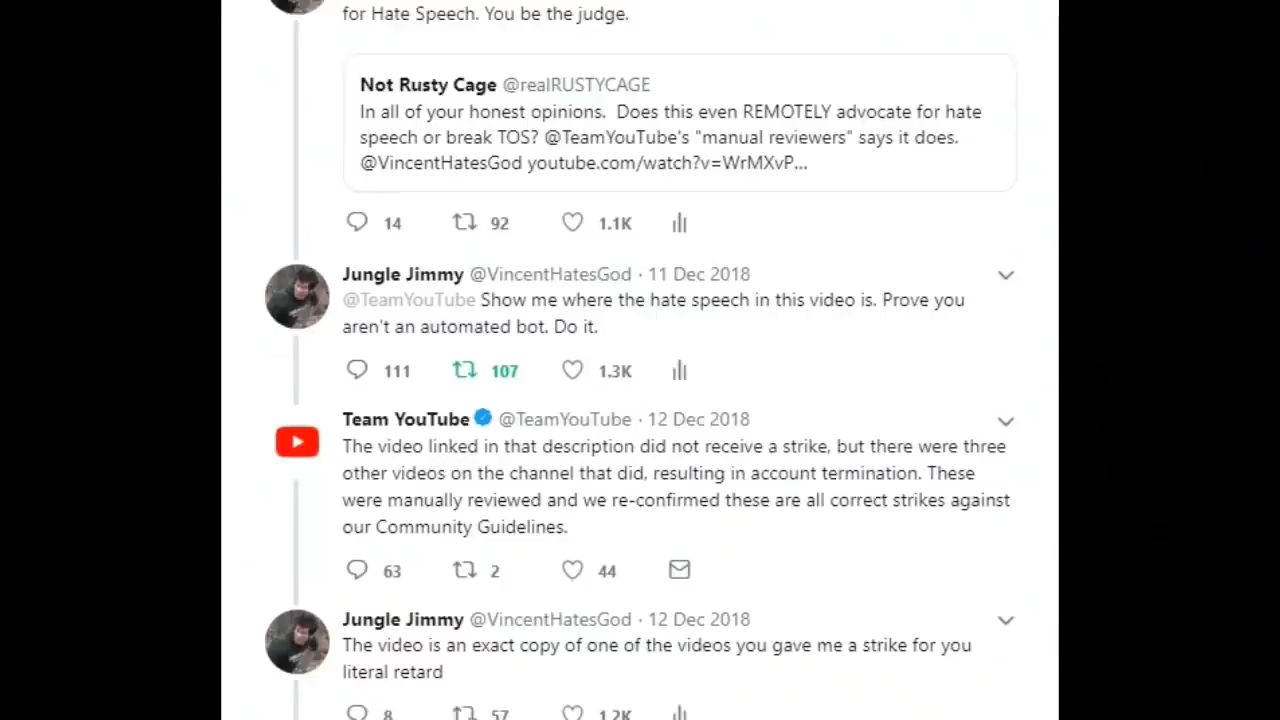 for Hate Speech. You be the judge.
Not Rusty Cage @realRUSTYCAGE
In all of your honest opinions.  Does this even REMOTELY advocate for hate
speech or break TOS? @TeamYouTube's "manual reviewers" says it does.
@VincentHatesGod youtube.com/watch?v=WrMXvP...
14 92 1.1K
Jungle Jimmy @VincentHatesGod · 11 Dec 2018
@TeamYouTube Show me where the hate speech in this video is. Prove you
aren't an automated bot. Do it.
111 107 1.3K
Team YouTube @TeamYouTube · 12 Dec 2018
The video linked in that description did not receive a strike, but there were three
other videos on the channel that did, resulting in account termination. These
were manually reviewed and we re-confirmed these are all correct strikes against
our Community Guidelines.
63 2 44
Jungle Jimmy @VincentHatesGod · 12 Dec 2018
The video is an exact copy of one of the videos you gave me a strike for you
literal retard
8 57 1.2K